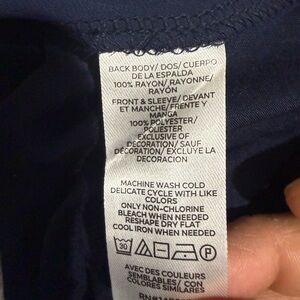 BACK BODY/ DOS/ CUERPO
DE LA ESPALDA
100% RAYON/ RAYONNE/
RAYÓN
FRONT & SLEEVE/ DEVANT
ET MANCHE/ FRENTE Y
MANGA
100% POLYESTER/
POLIESTER
EXCLUSIVE OF
DECORATION/ SAUF
DÉCORATION/ EXCLUYE LA
DECORACION
MACHINE WASH COLD
DELICATE CYCLE WITH LIKE
COLORS
ONLY NON-CHLORINE
BLEACH WHEN NEEDED
RESHAPE DRY FLAT
COOL IRON WHEN NEEDED
30
P
AVEC DES COULEURS
SEMBLABLES/ CON
COLORES SIMILARES